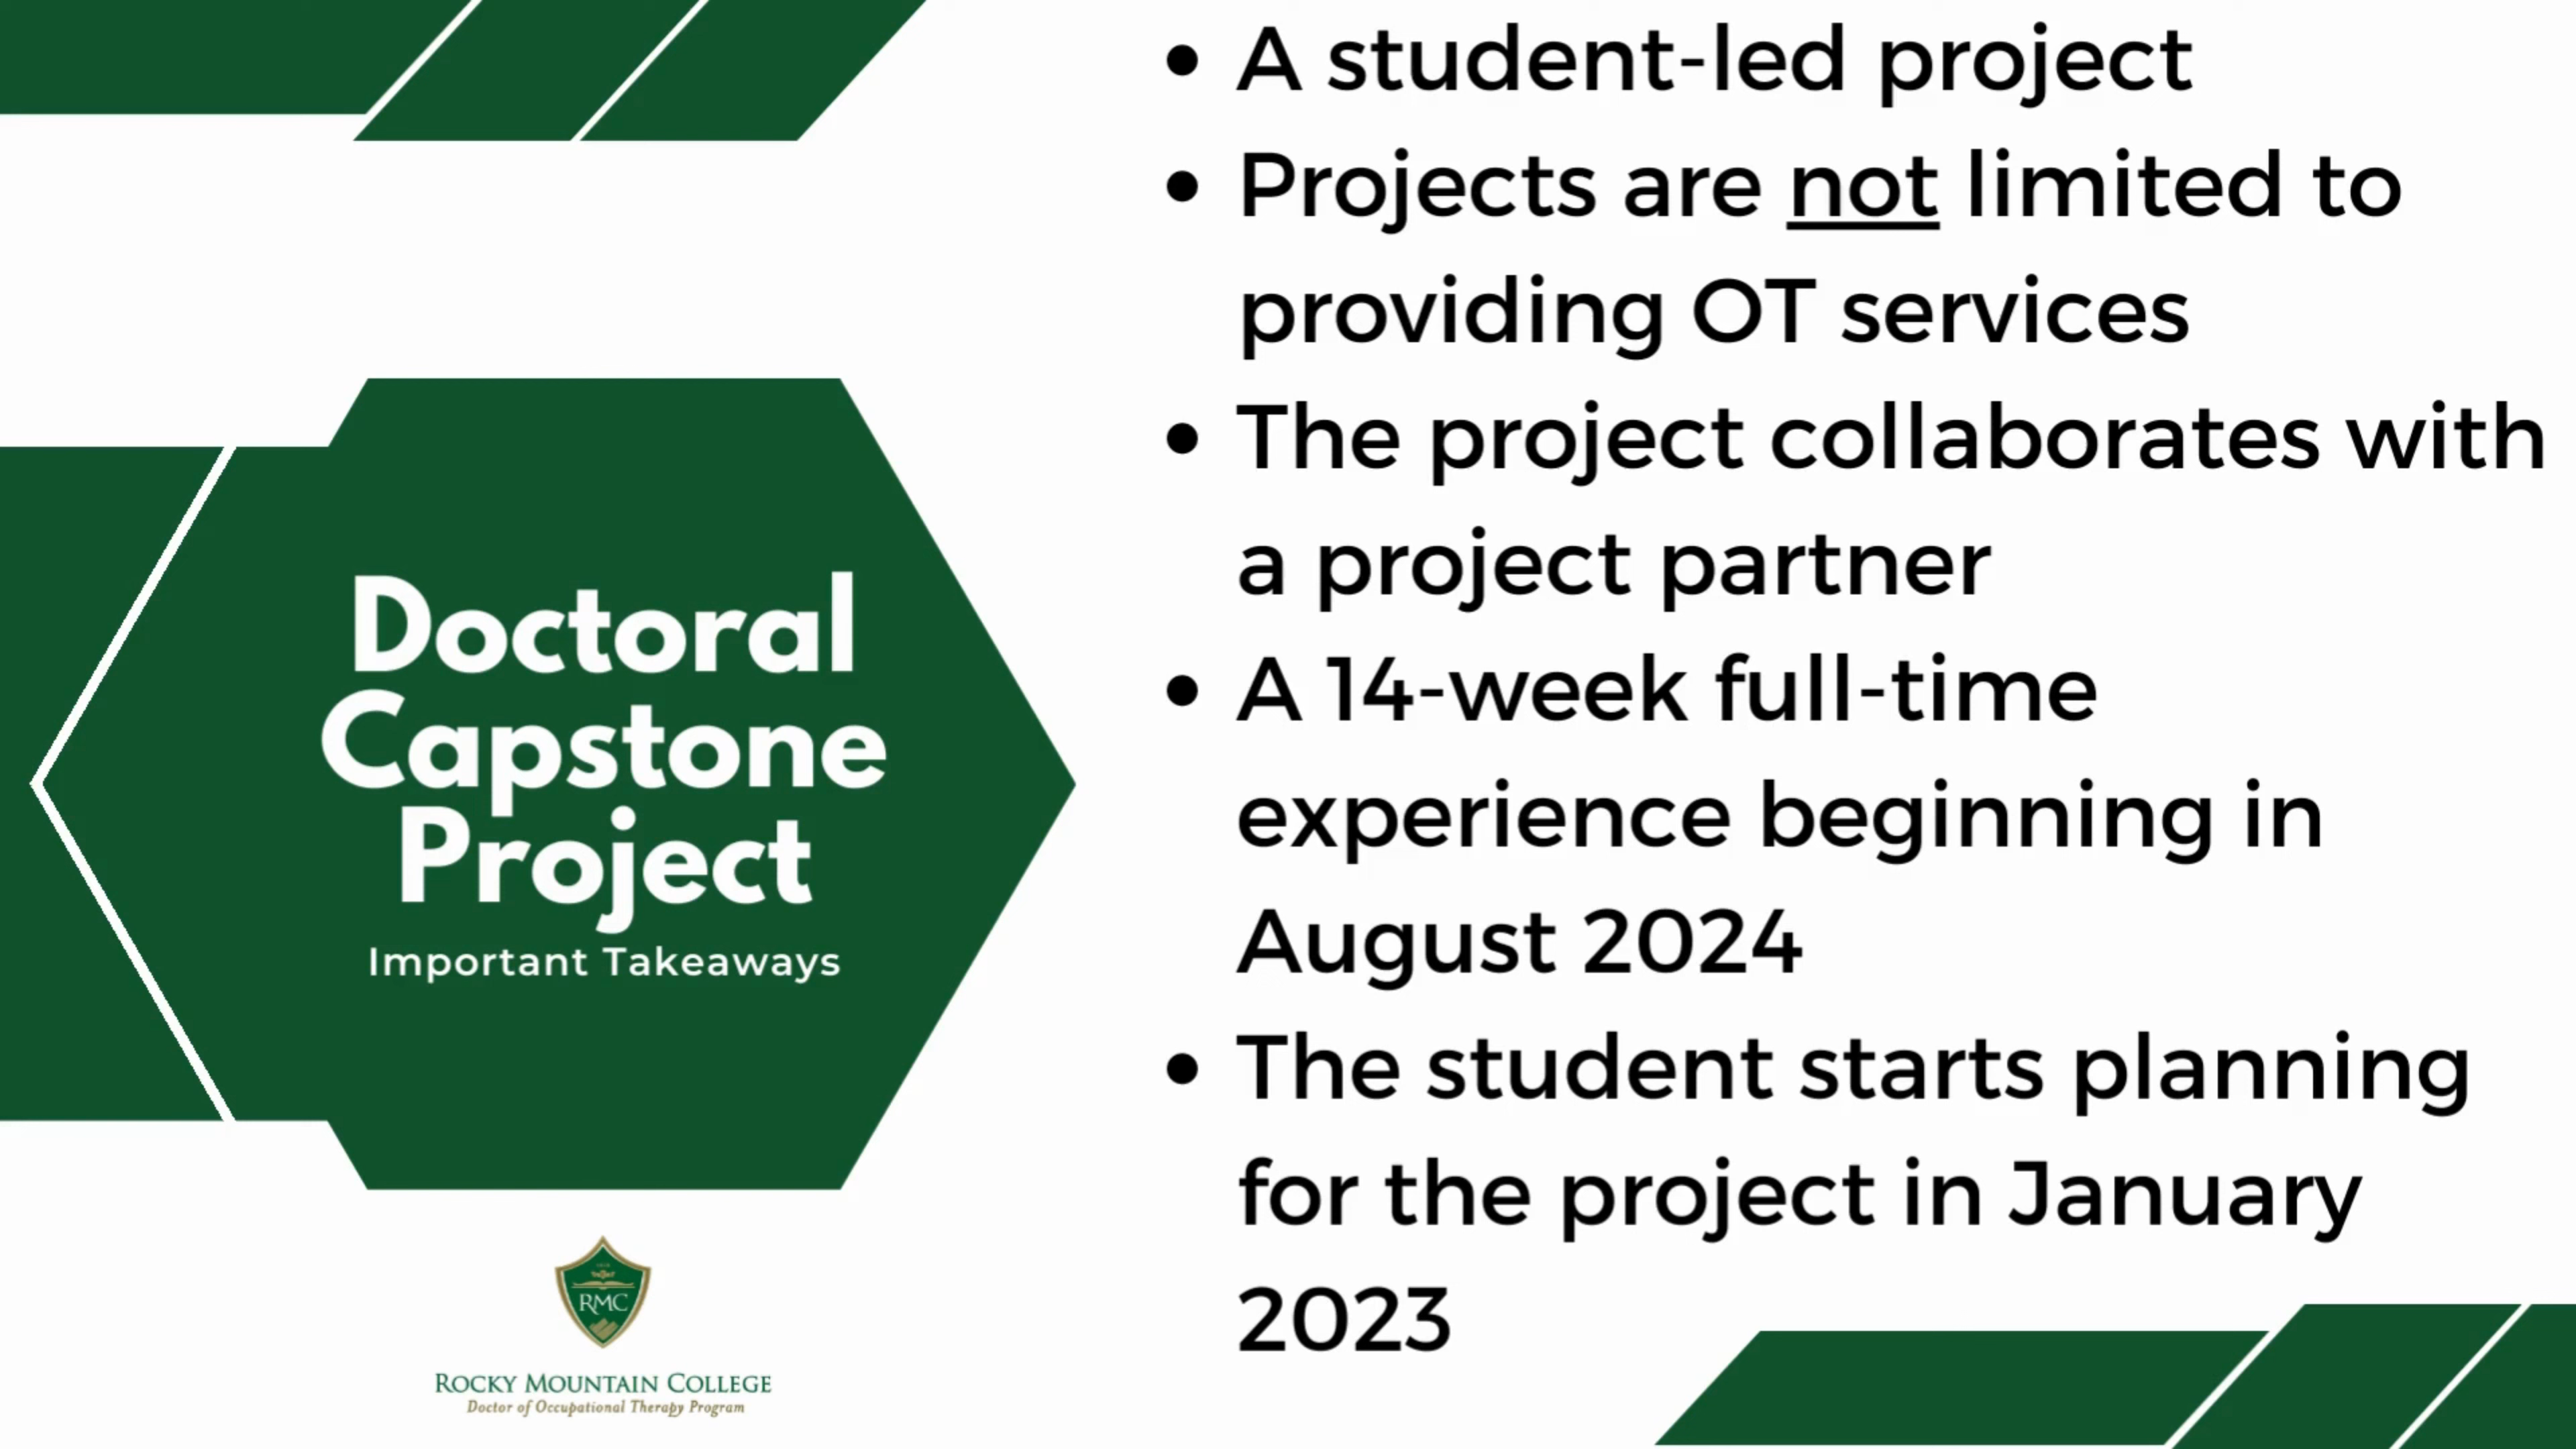 Doctoral
Capstone
Project
Important Takeaways
RMC
ROCKY MOUNTAIN COLLEGE
Doctor of Occupational Therapy Program
• A student-led project
• Projects are not limited to
providing OT services
• The project collaborates with
a project partner
• A 14-week full-time
experience beginning in
August 2024
• The student starts planning
for the project in January
2023